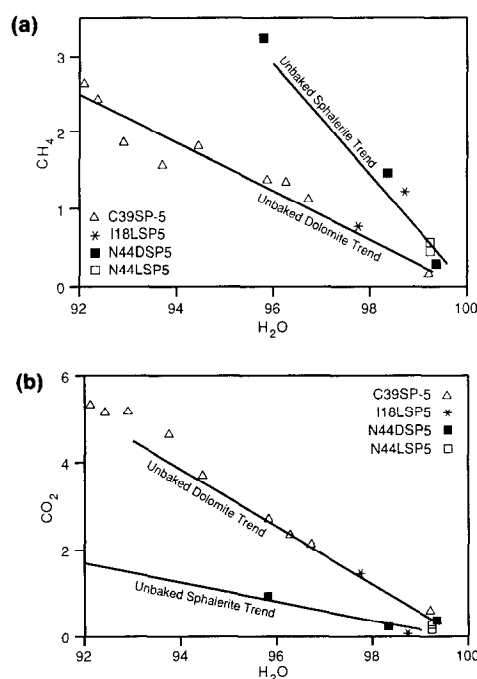 (a)
3
2
1
0
CH₄
Unbaked Sphalerite Trend
Unbaked Dolomite Trend
△ C39SP-5
* I18LSP5
■ N44DSP5
□ N44LSP5
92 94 96 98 100
H₂O
(b)
6
4
2
0
CO₂
C39SP-5 △
I18LSP5 *
N44DSP5 ■
N44LSP5 □
Unbaked Dolomite Trend
Unbaked Sphalerite Trend
92 94 96 98 100
H₂O